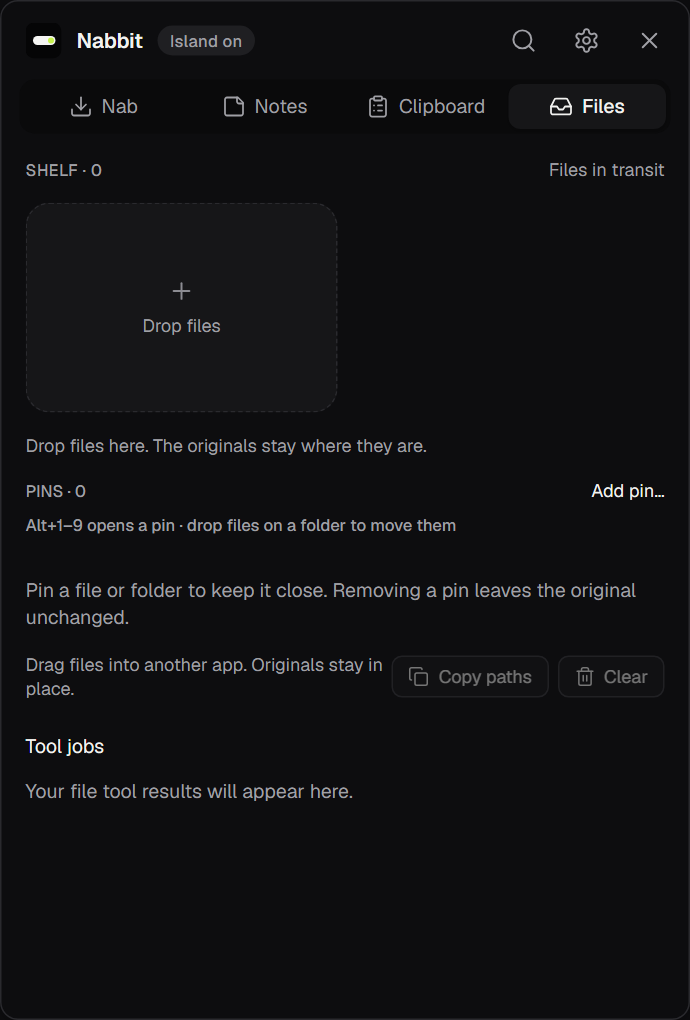 Nabbit
Island on
Nab
Notes
Clipboard
Files
SHELF · 0
Files in transit
Drop files
Drop files here. The originals stay where they are.
PINS · 0
Add pin…
Alt+1–9 opens a pin · drop files on a folder to move them
Pin a file or folder to keep it close. Removing a pin leaves the original
unchanged.
Drag files into another app. Originals stay in
place.
Copy paths
Clear
Tool jobs
Your file tool results will appear here.